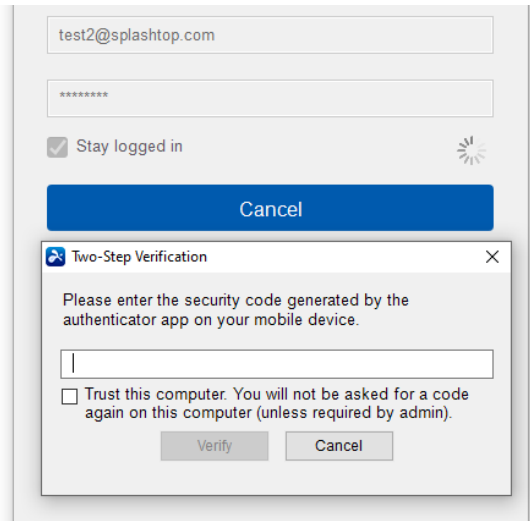 test2@splashtop.com
********
Stay logged in
Cancel
Two-Step Verification
Please enter the security code generated by the
authenticator app on your mobile device.
Trust this computer. You will not be asked for a code
again on this computer (unless required by admin).
Verify
Cancel